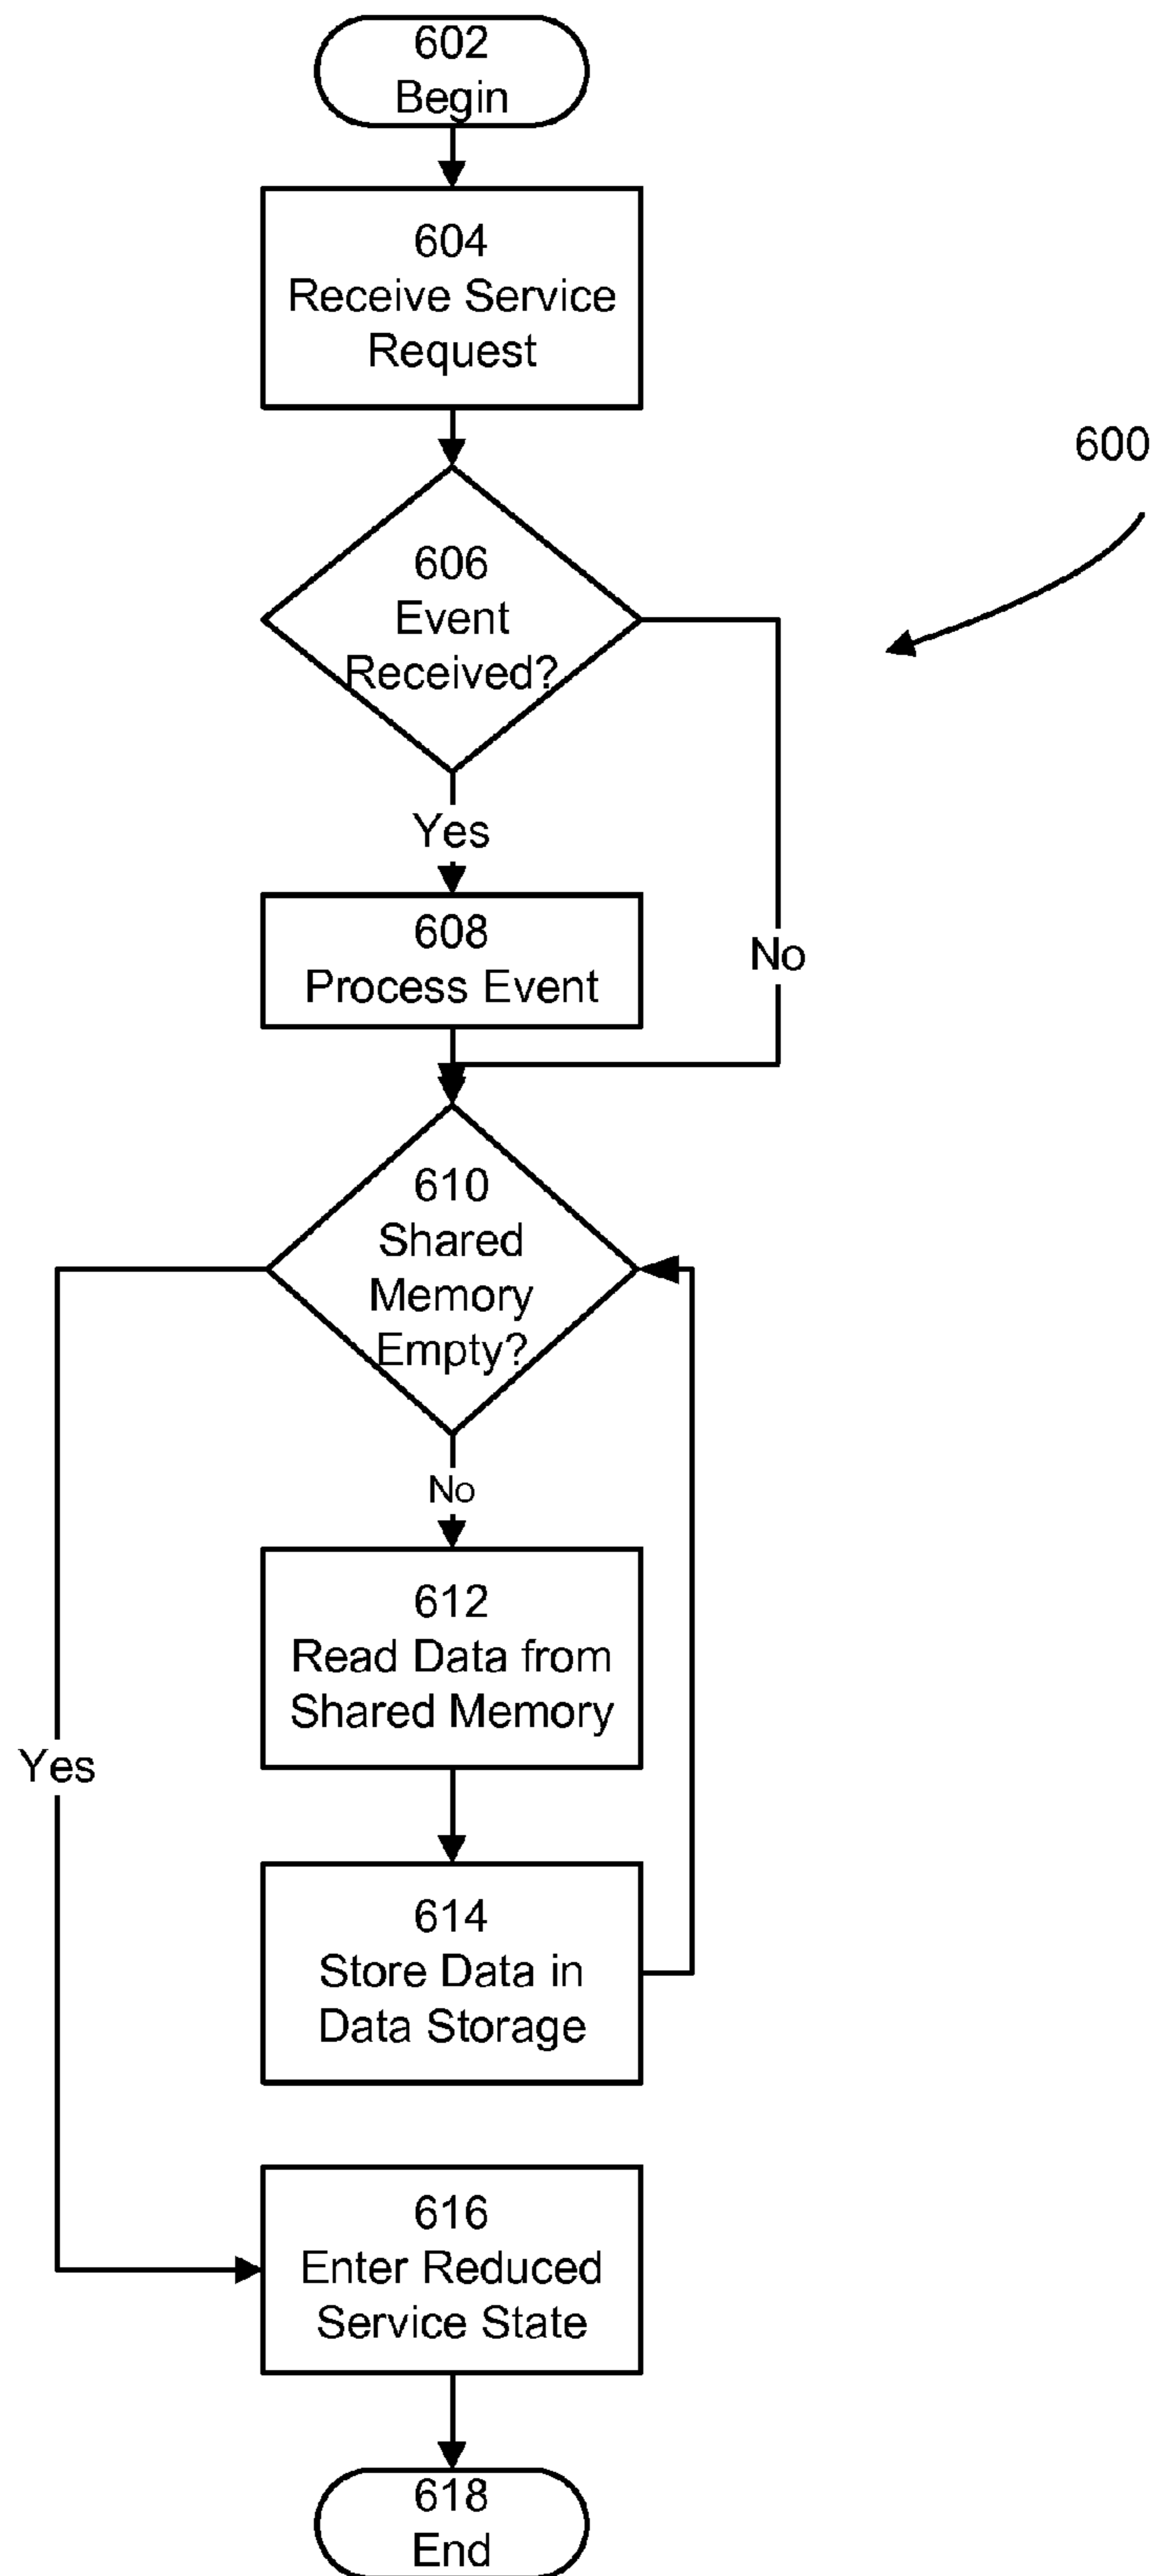 602
Begin
604
Receive Service
Request
600
606
Event
Received?
Yes
608
Process Event
No
610
Shared
Memory
Empty?
No
612
Read Data from
Shared Memory
Yes
614
Store Data in
Data Storage
616
Enter Reduced
Service State
618
End